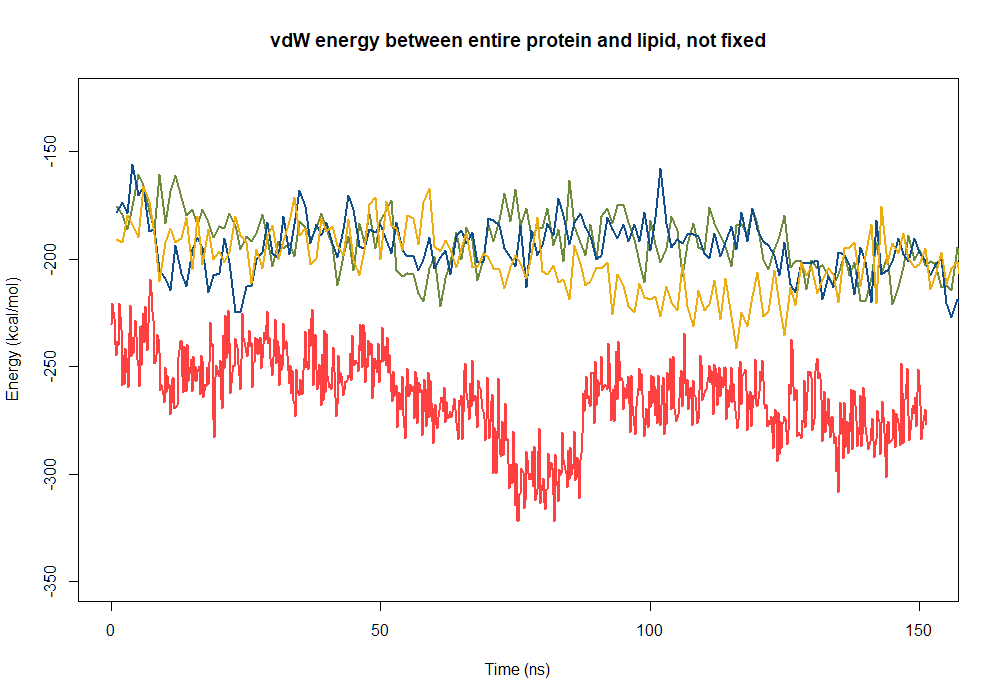 vdW energy between entire protein and lipid, not fixed
Energy (kcal/mol)
-150
-200
-250
-300
-350
0 50 100 150
Time (ns)